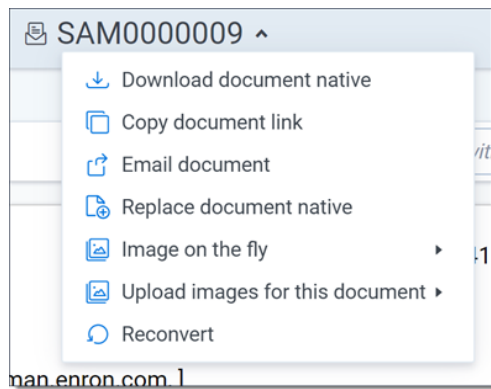 SAM0000009
Download document native
Copy document link
Email document
Replace document native
Image on the fly
Upload images for this document
Reconvert
man.enron.com, ]